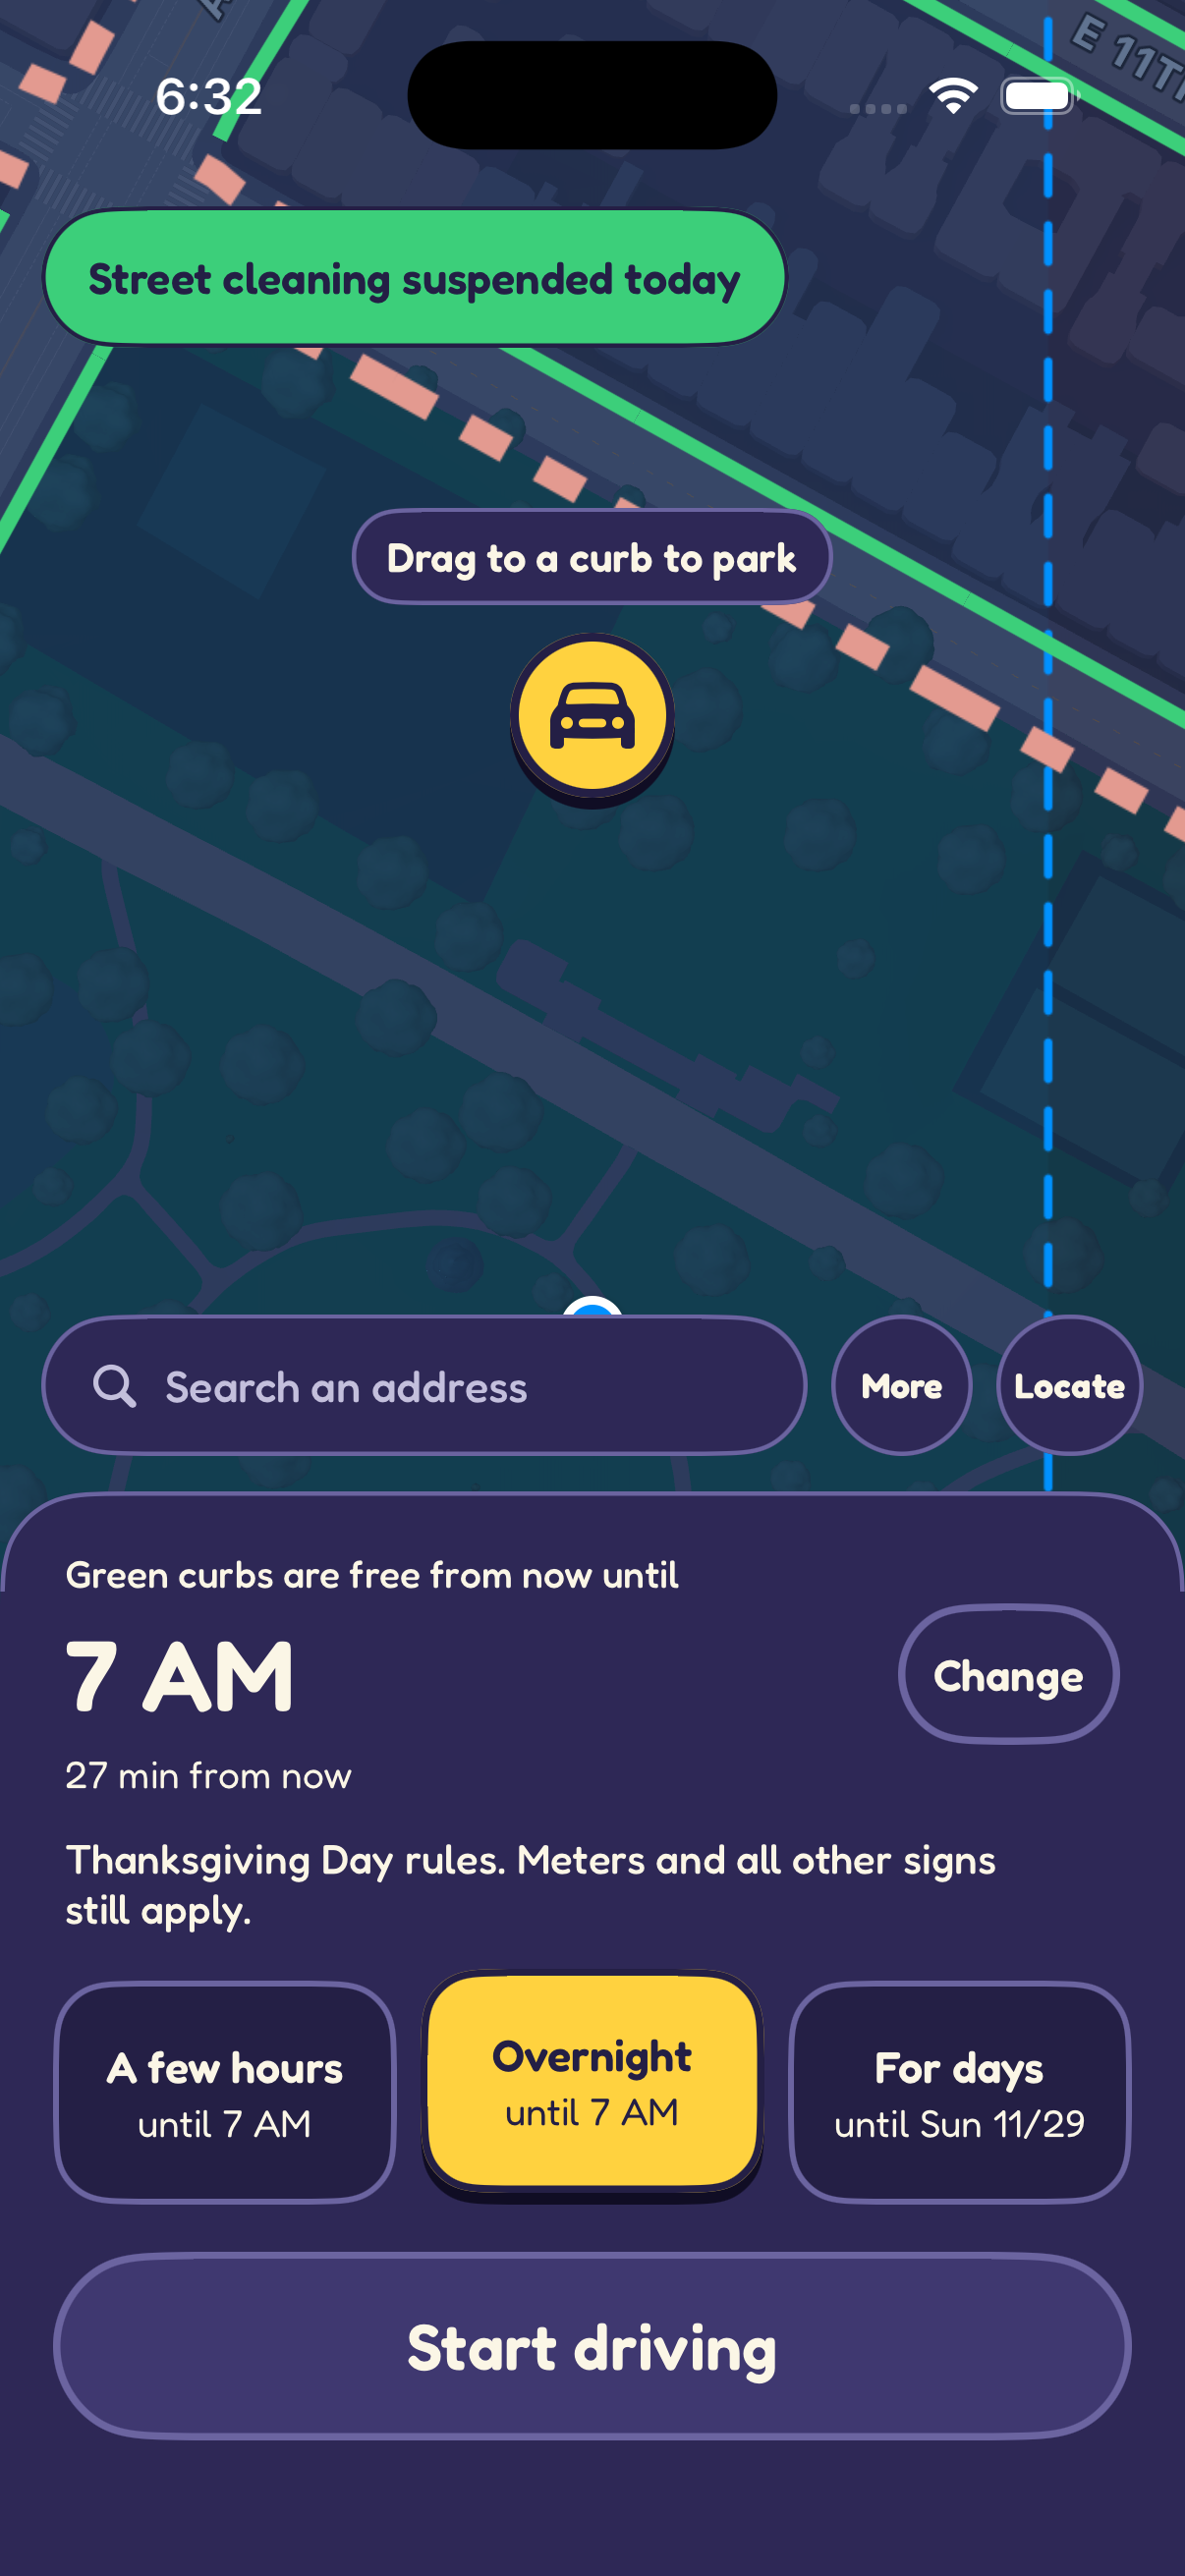 E 11T
6:32
Street cleaning suspended today
Drag to a curb to park
Search an address
More
Locate
Green curbs are free from now until
7 AM
Change
27 min from now
Thanksgiving Day rules. Meters and all other signs
still apply.
A few hours
until 7 AM
Overnight
until 7 AM
For days
until Sun 11/29
Start driving